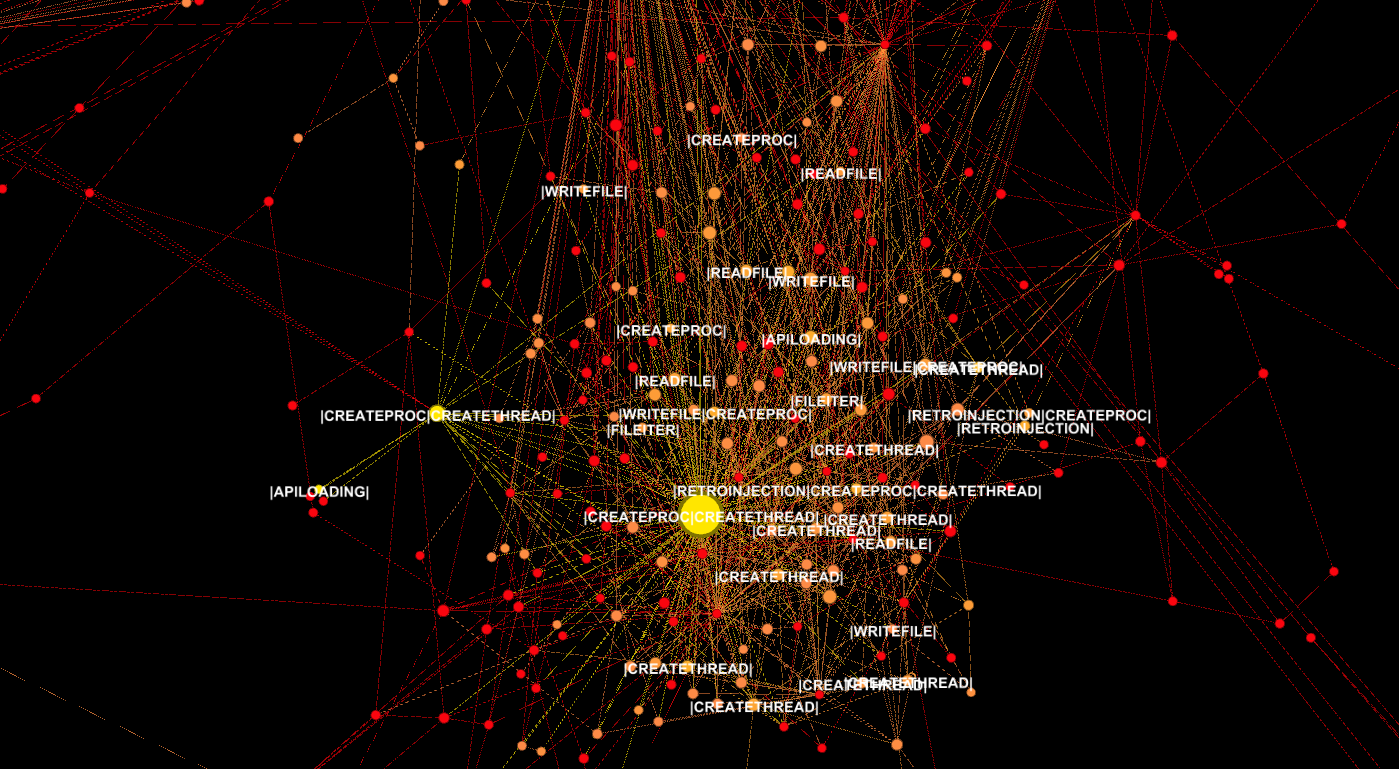 |CREATEPROC|
|READFILE|
|WRITEFILE|
|READFILE|
|WRITEFILE|
|CREATEPROC|
|APILOADING|
|WRITEFILE|CREATEPROC|
|CREATETHREAD|
|READFILE|
|FILEITER|
|CREATEPROC|CREATETHREAD|
|WRITEFILE|CREATEPROC|
|RETROINJECTION|CREATEPROC|
|FILEITER|
|RETROINJECTION|
|CREATETHREAD|
|APILOADING|
|RETROINJECTION|CREATEPROC|CREATETHREAD|
|CREATEPROC|CREATETHREAD|
|CREATETHREAD|
|CREATETHREAD|
|READFILE|
|CREATETHREAD|
|WRITEFILE|
|CREATETHREAD|
|CREATETHREAD|
|CREATETHREAD|
|CREATETHREAD|